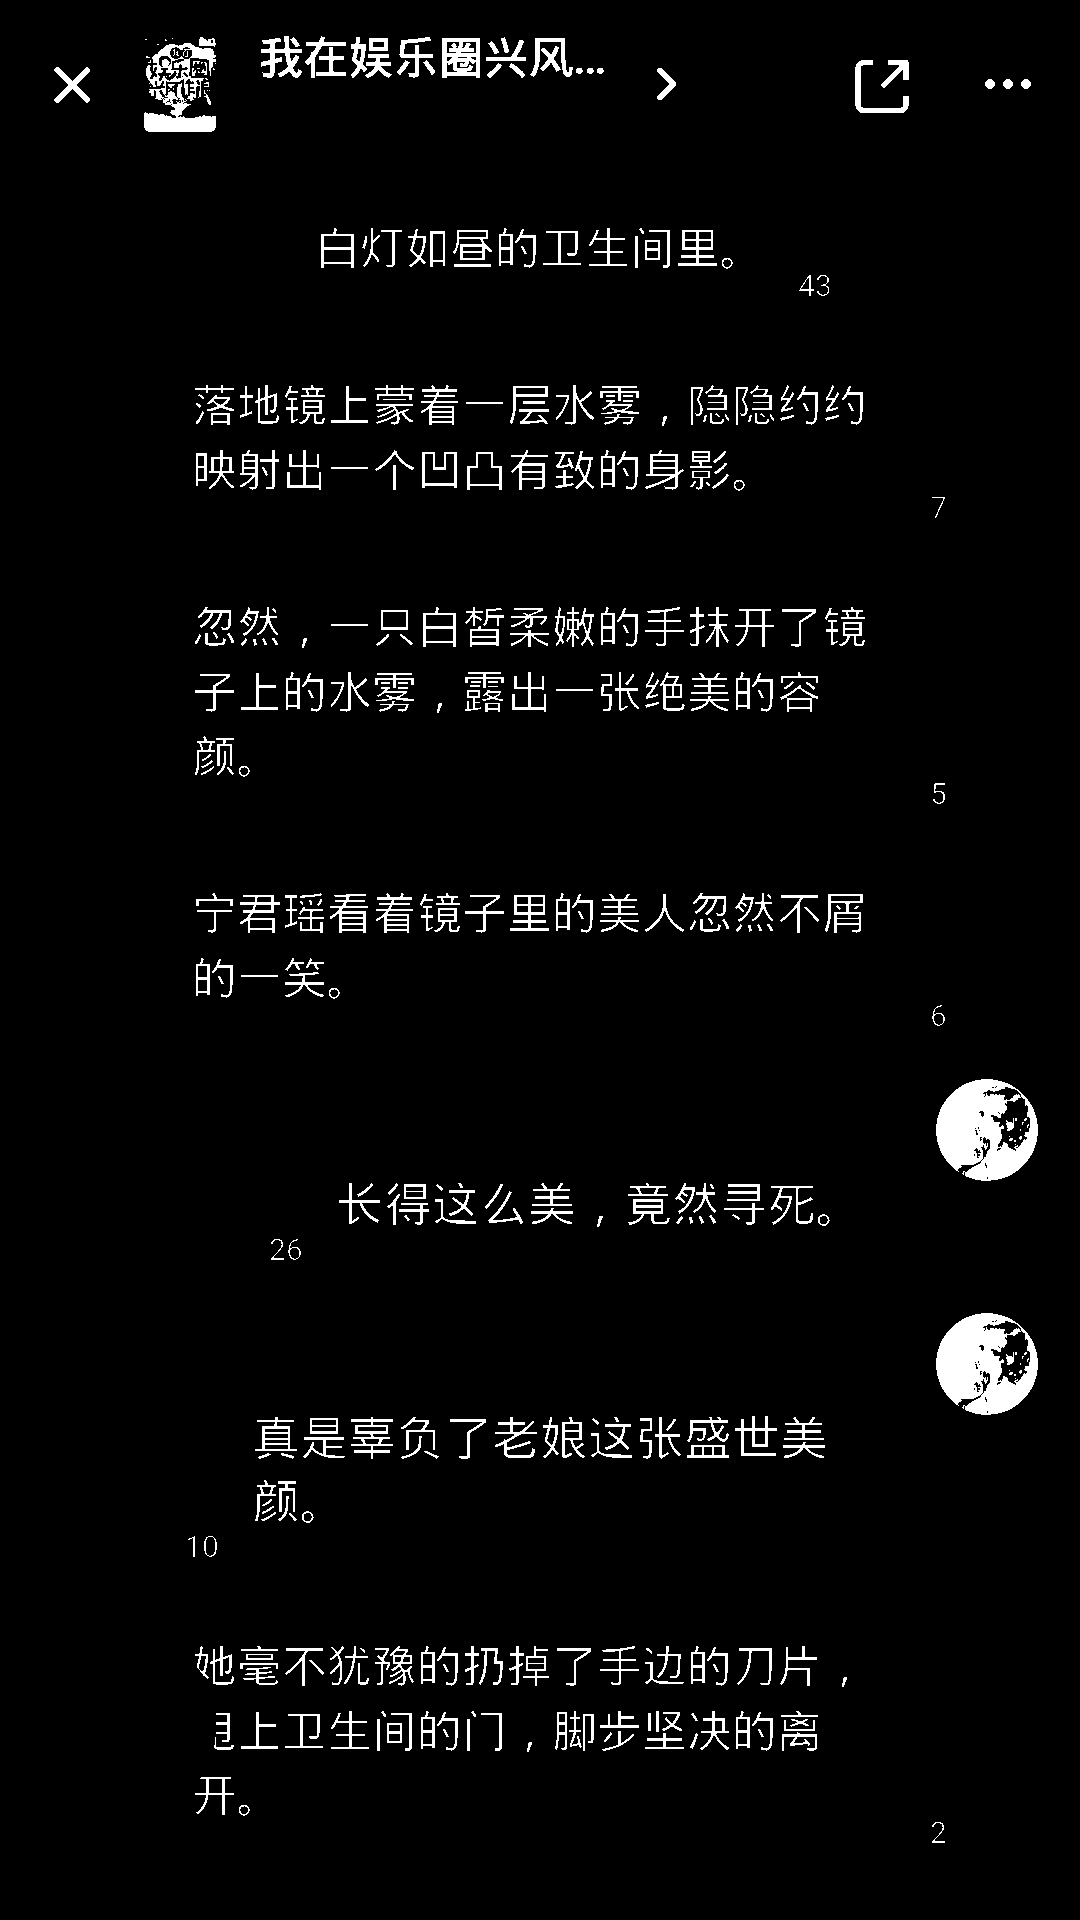 我在娱乐圈兴风...
白灯如昼的卫生间里。
43
落地镜上蒙着一层水雾，隐隐约约
映射出一个凹凸有致的身影。
7
忽然，一只白皙柔嫩的手抹开了镜
子上的水雾，露出一张绝美的容
颜。
5
宁君瑶看着镜子里的美人忽然不屑
的一笑。
6
长得这么美，竟然寻死。
26
真是辜负了老娘这张盛世美
颜。
10
她毫不犹豫的扔掉了手边的刀片，
上卫生间的门，脚步坚决的离
开。
2